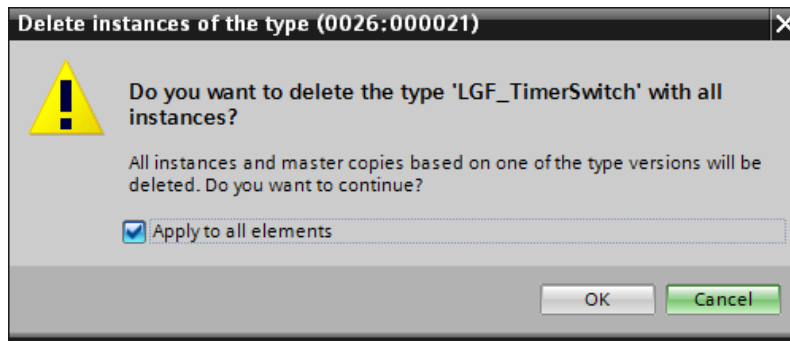 Delete instances of the type (0026:000021)
Do you want to delete the type 'LGF_TimerSwitch' with all
instances?
All instances and master copies based on one of the type versions will be
deleted. Do you want to continue?
Apply to all elements
OK
Cancel